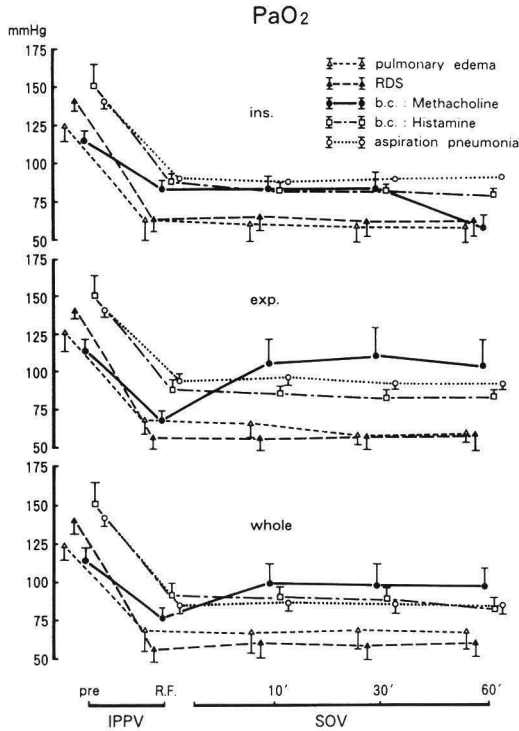 PaO2
mmHg
175
150
125
100
75
50
ins.
pulmonary edema
RDS
b.c. : Methacholine
b.c. : Histamine
aspiration pneumonia
175
150
125
100
75
50
exp.
175
150
125
100
75
50
whole
pre R.F. 10′ 30′ 60′
IPPV SOV